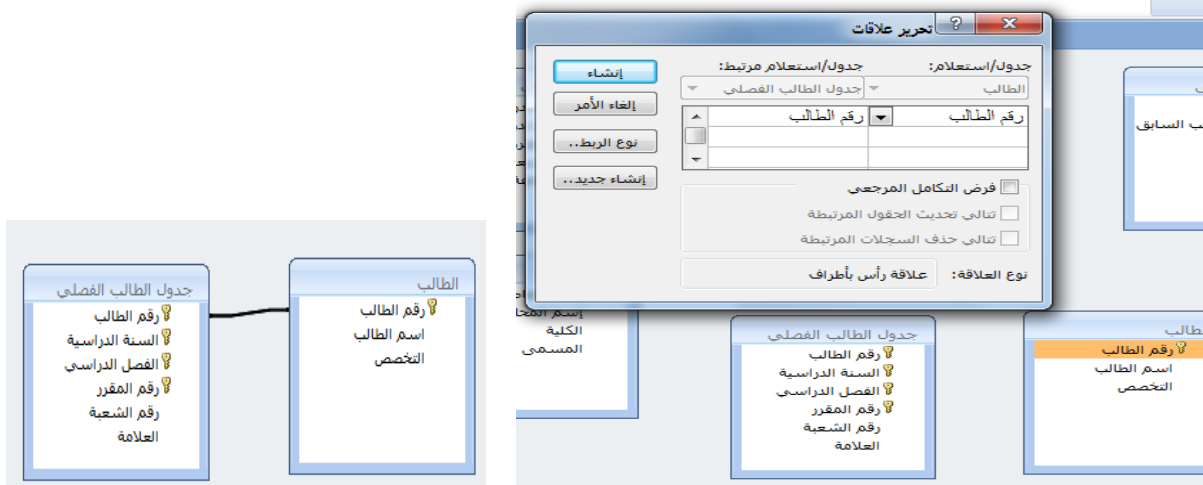 تحرير علاقات
جدول/استعلام:
جدول/استعلام مرتبط:
إنشاء
الطالب
جدول الطالب الفصلي
إلغاء الأمر
رقم الطالب
رقم الطالب
نوع الربط..
إنشاء جديد..
فرض التكامل المرجعي
تتالي تحديث الحقول المرتبطة
تتالي حذف السجلات المرتبطة
نوع العلاقة:
علاقة رأس بأطراف
ب السابق
الكلية
المسمى
جدول الطالب الفصلي
رقم الطالب
السنة الدراسية
الفصل الدراسي
رقم المقرر
رقم الشعبة
العلامة
رقم الطالب
اسم الطالب
التخصص
الطالب
رقم الطالب
اسم الطالب
التخصص
جدول الطالب الفصلي
رقم الطالب
السنة الدراسية
الفصل الدراسي
رقم المقرر
رقم الشعبة
العلامة